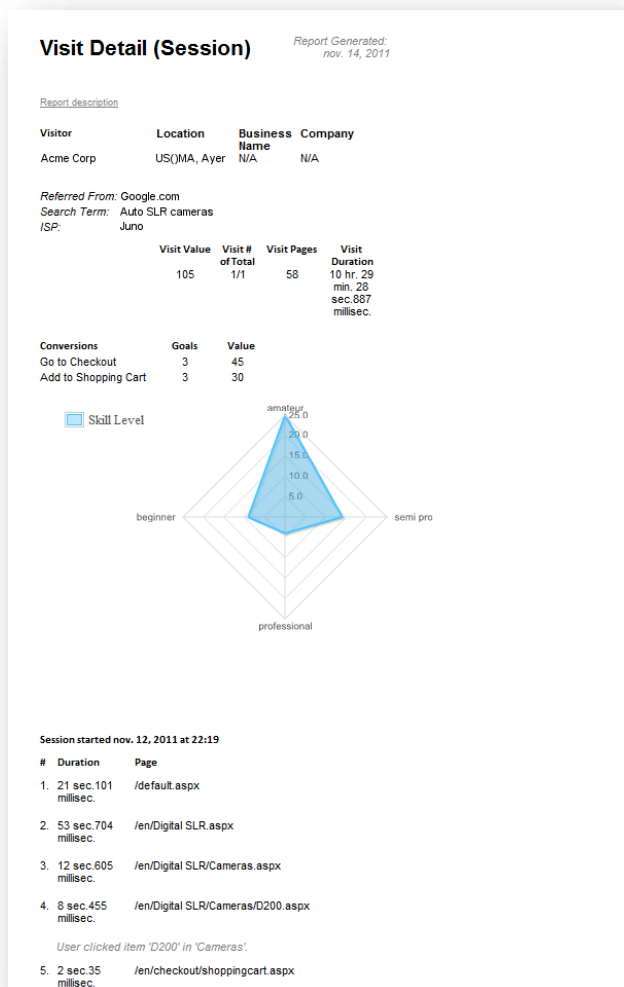 Visit Detail (Session)
Report Generated:
nov. 14, 2011
Report description
Visitor Location Business Name Company
Acme Corp US()MA, Ayer N/A N/A
Referred From: Google.com
Search Term: Auto SLR cameras
ISP: Juno
Visit Value Visit # of Total Visit Pages Visit Duration
105 1/1 58 10 hr. 29 min. 28 sec.887 millisec.
Conversions Goals Value
Go to Checkout 3 45
Add to Shopping Cart 3 30
Skill Level
amateur
25.0
20.0
15.0
10.0
5.0
beginner
semi pro
professional
Session started nov. 12, 2011 at 22:19
# Duration Page
1. 21 sec.101 millisec. /default.aspx
2. 53 sec.704 millisec. /en/Digital SLR.aspx
3. 12 sec.605 millisec. /en/Digital SLR/Cameras.aspx
4. 8 sec.455 millisec. /en/Digital SLR/Cameras/D200.aspx
User clicked item 'D200' in 'Cameras'.
5. 2 sec.35 millisec. /en/checkout/shoppingcart.aspx